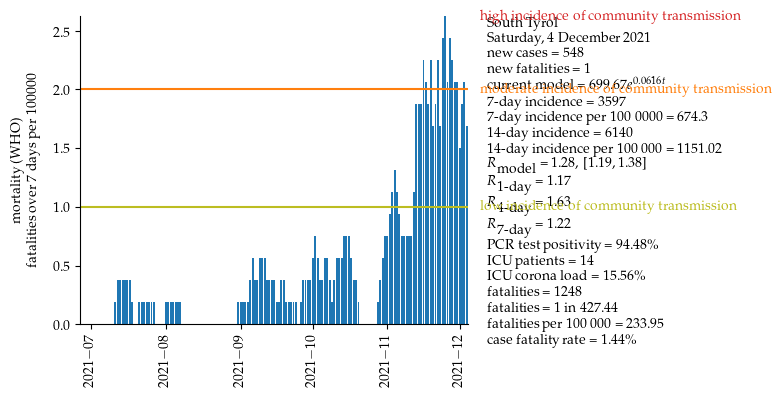 high incidence of community transmission
South Tyrol
Saturday, 4 December 2021
new cases = 548
new fatalities = 1
current model = 699.67e^0.0616t
moderate incidence of community transmission
7-day incidence = 3597
7-day incidence per 100 0000 = 674.3
14-day incidence = 6140
14-day incidence per 100 000 = 1151.02
R model = 1.28, [1.19, 1.38]
R 1-day = 1.17
R 4-day = 1.63
low incidence of community transmission
R 7-day = 1.22
PCR test positivity = 94.48%
ICU patients = 14
ICU corona load = 15.56%
fatalities = 1248
fatalities = 1 in 427.44
fatalities per 100 000 = 233.95
case fatality rate = 1.44%
mortality (WHO)
fatalities over 7 days per 100000
2.5
2.0
1.5
1.0
0.5
0.0
2021−07
2021−08
2021−09
2021−10
2021−11
2021−12